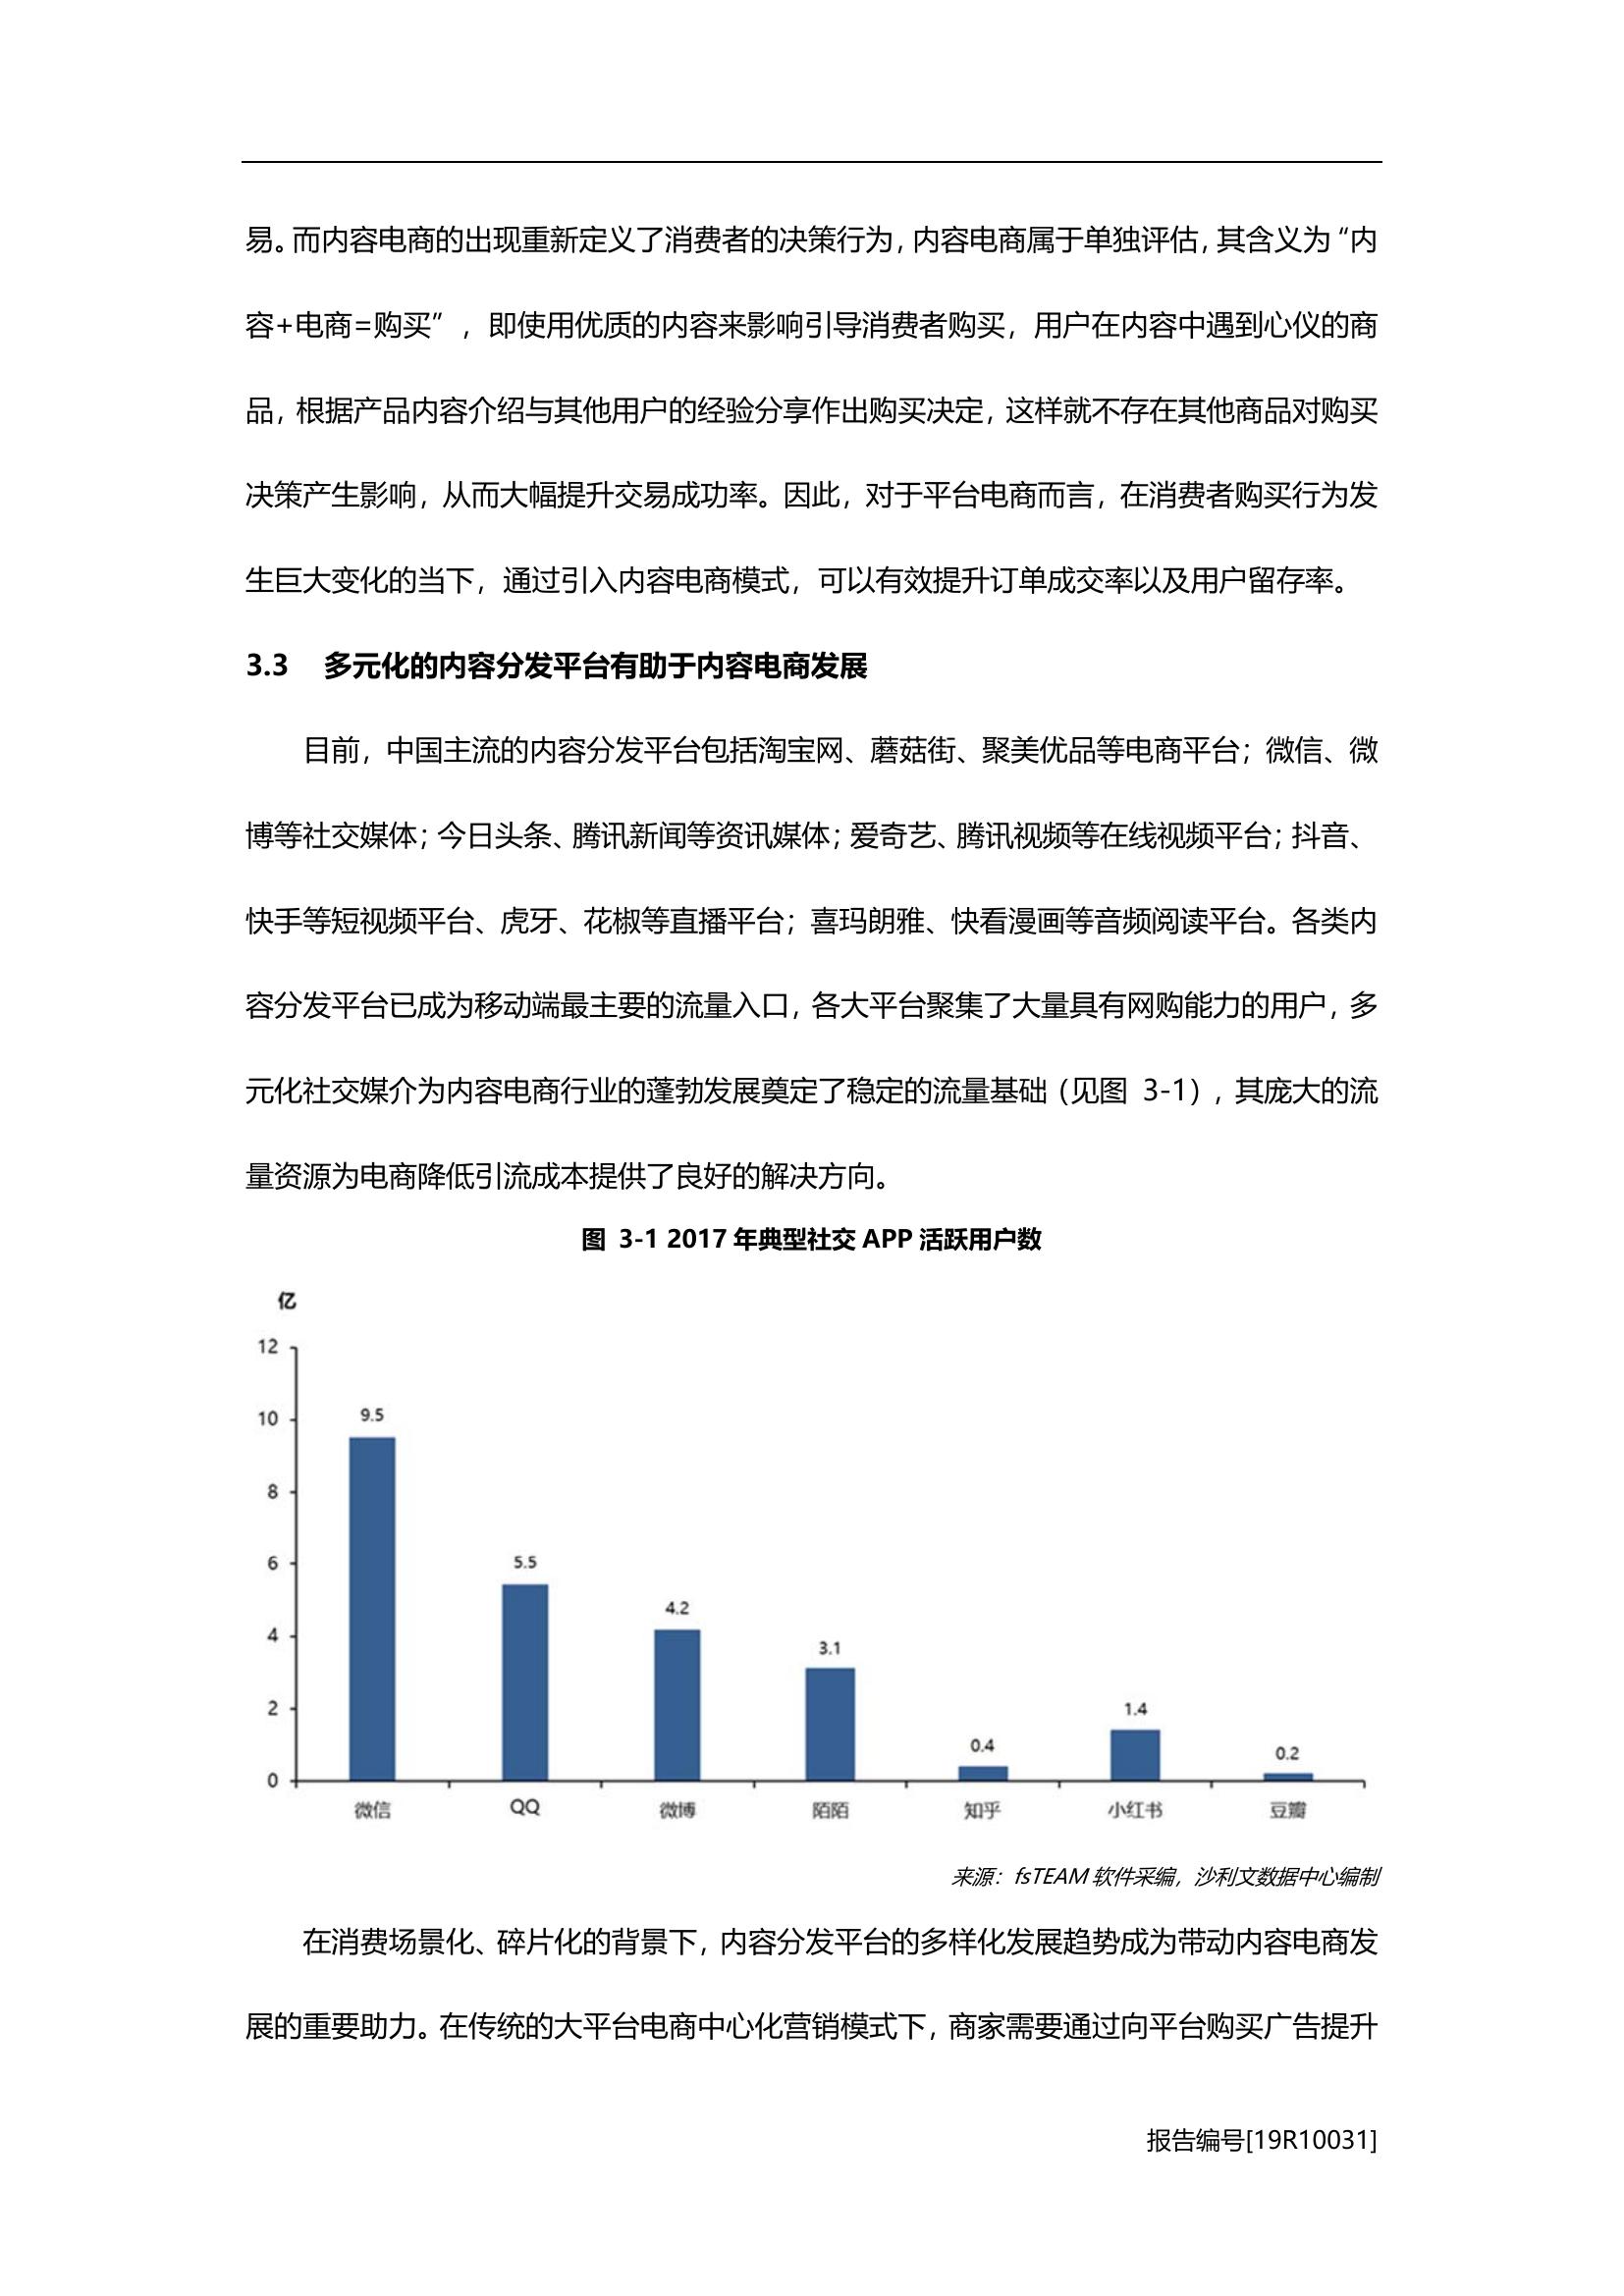 易。而内容电商的出现重新定义了消费者的决策行为，内容电商属于单独评估，其含义为“内
容+电商=购买”，即使用优质的内容来影响引导消费者购买，用户在内容中遇到心仪的商
品，根据产品内容介绍与其他用户的经验分享作出购买决定，这样就不存在其他商品对购买
决策产生影响，从而大幅提升交易成功率。因此，对于平台电商而言，在消费者购买行为发
生巨大变化的当下，通过引入内容电商模式，可以有效提升订单成交率以及用户留存率。
3.3 多元化的内容分发平台有助于内容电商发展
目前，中国主流的内容分发平台包括淘宝网、蘑菇街、聚美优品等电商平台；微信、微
博等社交媒体；今日头条、腾讯新闻等资讯媒体；爱奇艺、腾讯视频等在线视频平台；抖音、
快手等短视频平台、虎牙、花椒等直播平台；喜玛朗雅、快看漫画等音频阅读平台。各类内
容分发平台已成为移动端最主要的流量入口，各大平台聚集了大量具有网购能力的用户，多
元化社交媒介为内容电商行业的蓬勃发展奠定了稳定的流量基础（见图 3-1），其庞大的流
量资源为电商降低引流成本提供了良好的解决方向。
图 3-1 2017 年典型社交 APP 活跃用户数
亿
12
10
8
6
4
2
0
9.5
5.5
4.2
3.1
0.4
1.4
0.2
微信 QQ 微博 陌陌 知乎 小红书 豆瓣
来源：fsTEAM 软件采编，沙利文数据中心编制
在消费场景化、碎片化的背景下，内容分发平台的多样化发展趋势成为带动内容电商发
展的重要助力。在传统的大平台电商中心化营销模式下，商家需要通过向平台购买广告提升
报告编号[19R10031]